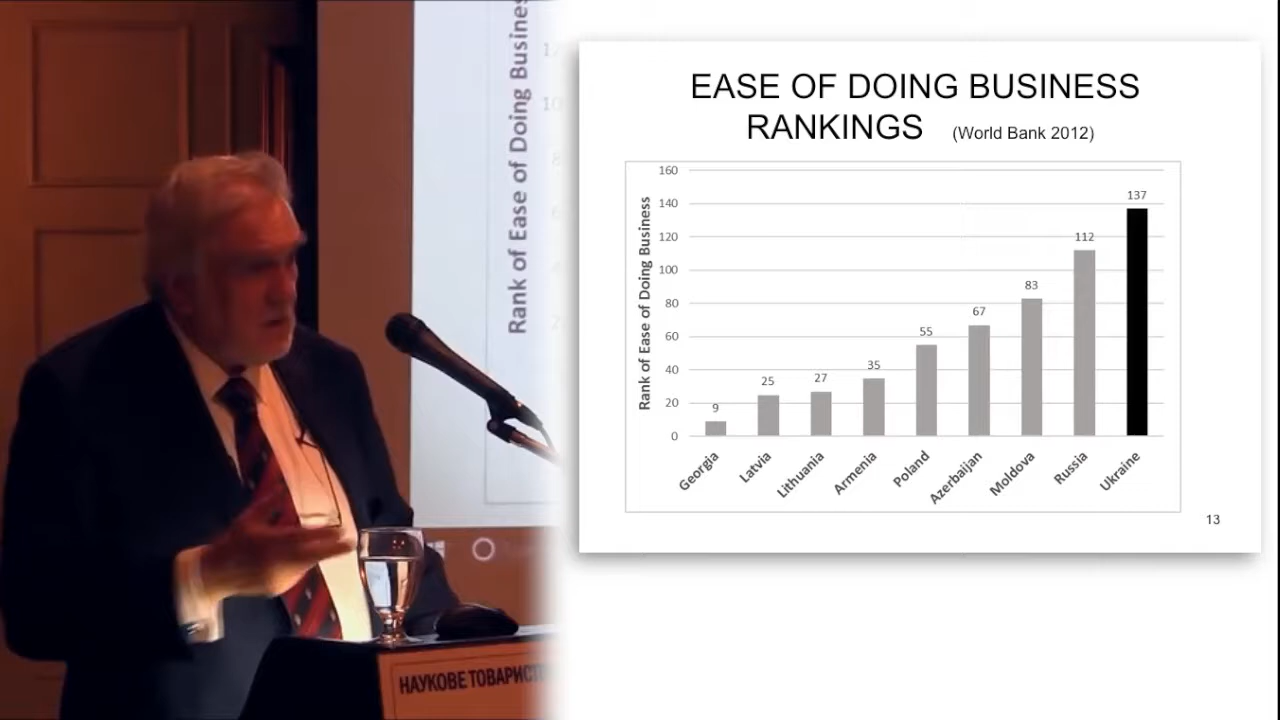 Rank of Ease of Doing Business
НАУКОВЕ ТОВАРИСТ
EASE OF DOING BUSINESS
RANKINGS (World Bank 2012)
Rank of Ease of Doing Business
160
140
120
100
80
60
40
20
0
9
25
27
35
55
67
83
112
137
Georgia
Latvia
Lithuania
Armenia
Poland
Azerbaijan
Moldova
Russia
Ukraine
13